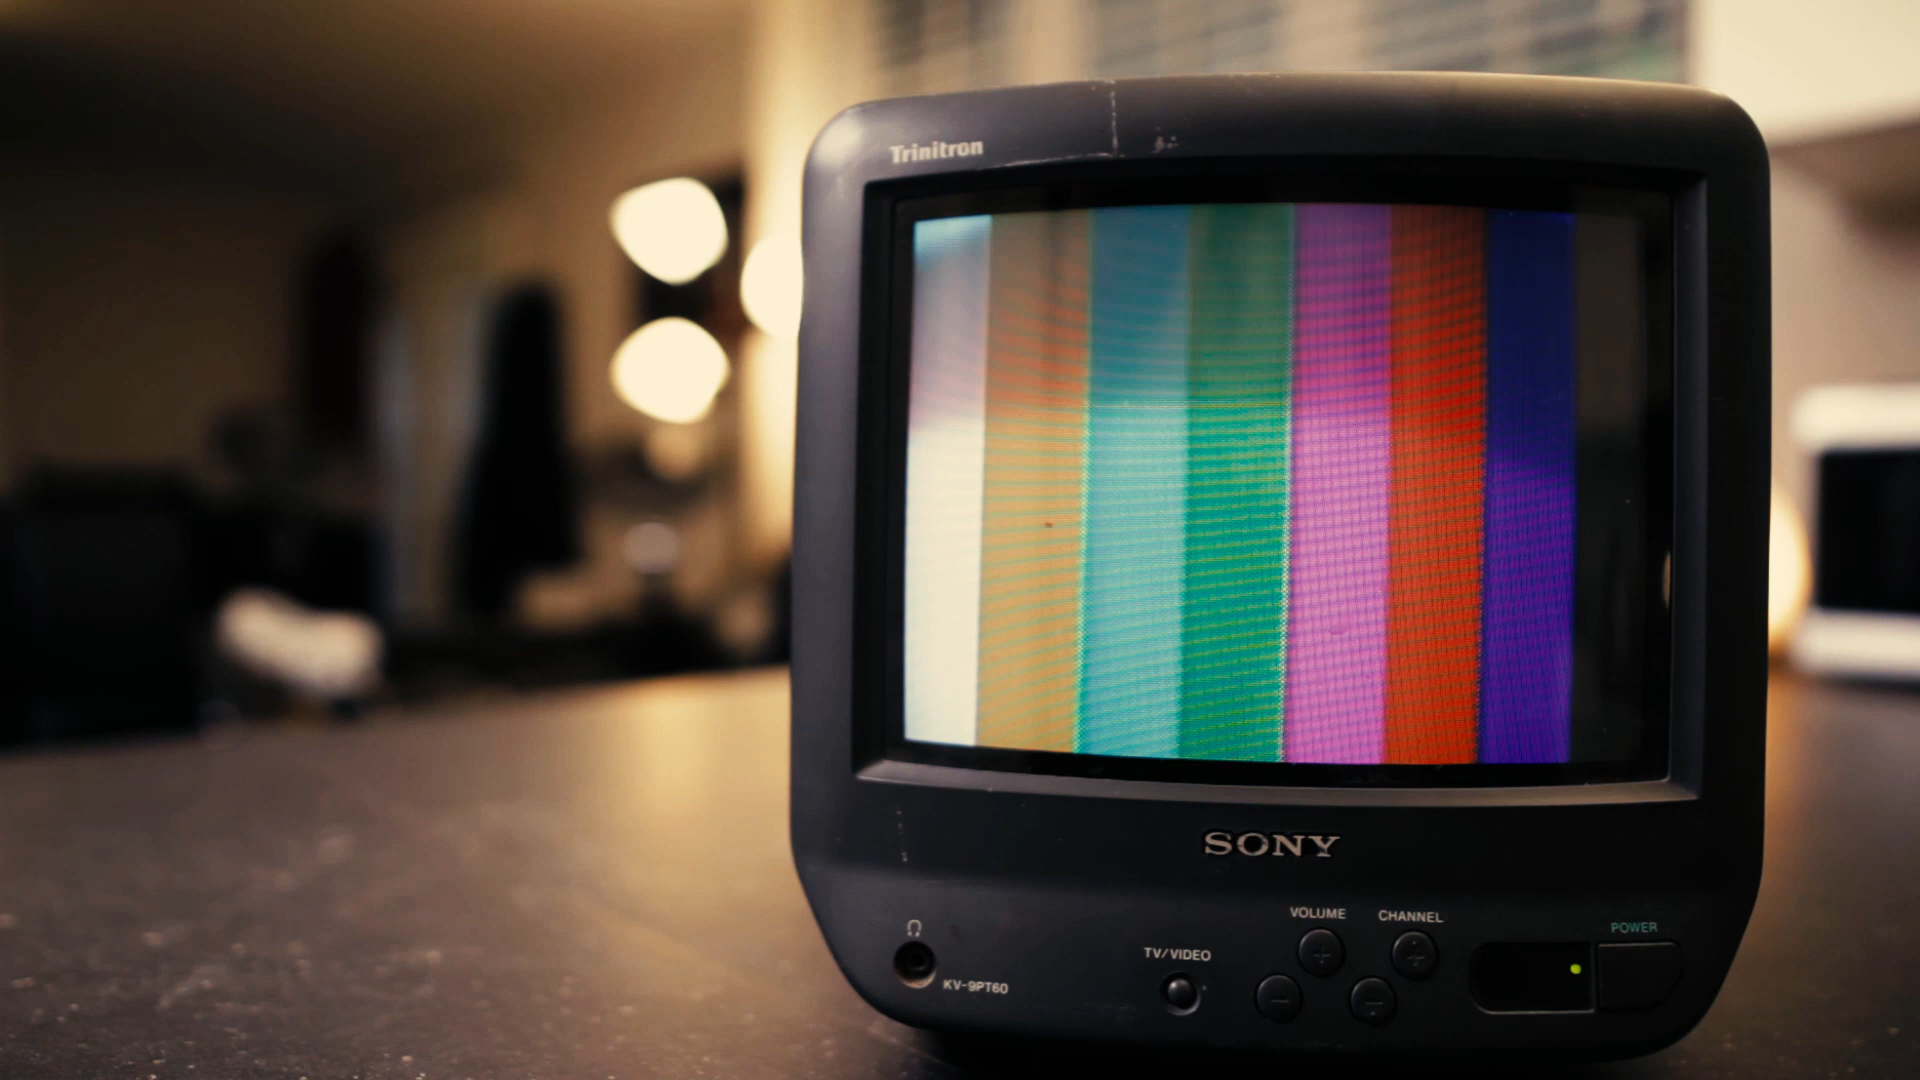 Trinitron
SONY
VOLUME
CHANNEL
POWER
TV/VIDEO
KV-9PT60